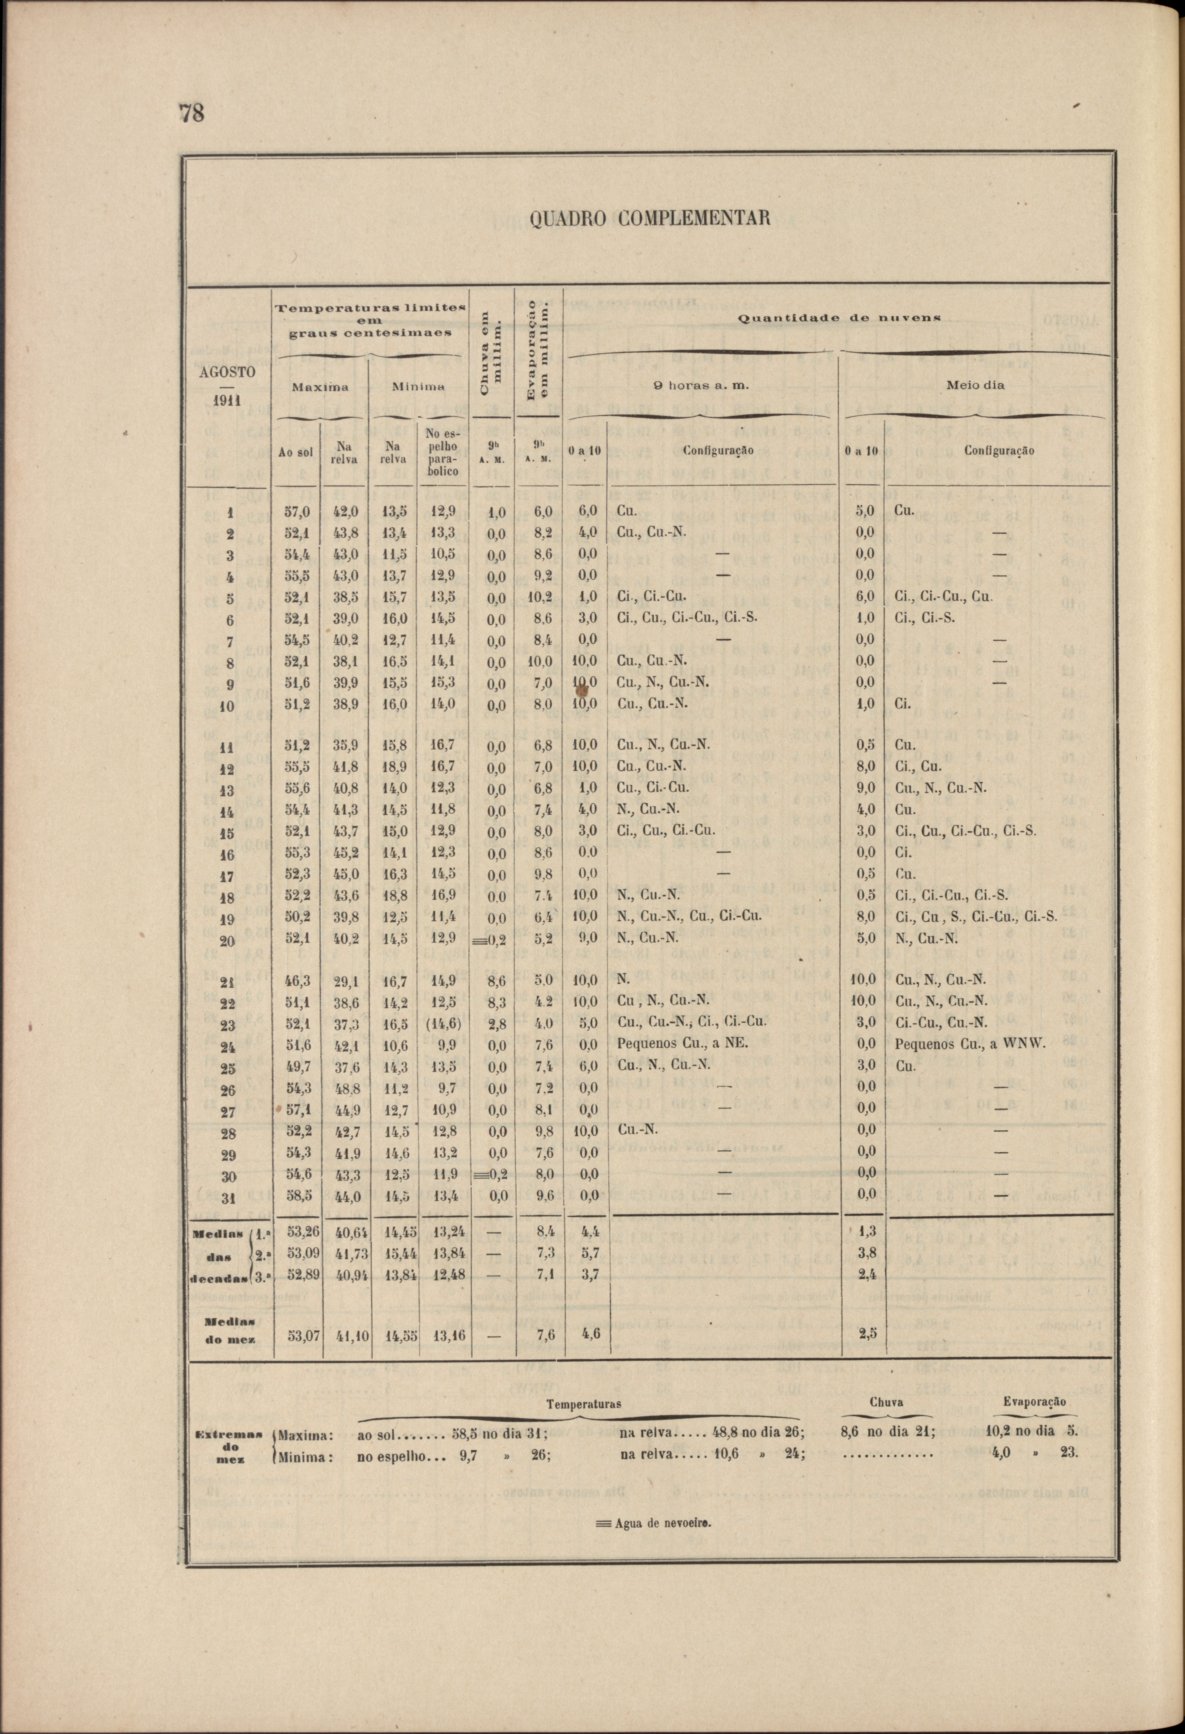 78
QUADRO COMPLEMENTAR
AGOSTO
—
1911
Temperaturas limites
em
graus centesimaes
Chuva em
millim.
Evaporação
em millim.
Quantidade de nuvens
Maxima Minima 9 horas a. m. Meio dia
Ao sol Na relva Na relva No espelho parabolico 9h A. M. 9h A. M. 0 a 10 Configuração 0 a 10 Configuração
1 57,0 42,0 13,5 12,9 1,0 6,0 6,0 Cu. 5,0 Cu.
2 52,1 43,8 13,4 13,3 0,0 8,2 4,0 Cu., Cu.-N. 0,0 —
3 54,4 43,0 11,5 10,5 0,0 8,6 0,0 — 0,0 —
4 55,5 43,0 13,7 12,9 0,0 9,2 0,0 — 0,0 —
5 52,1 38,5 15,7 13,5 0,0 10,2 1,0 Ci., Ci.-Cu. 6,0 Ci., Ci.-Cu., Cu.
6 52,1 39,0 16,0 14,5 0,0 8,6 3,0 Ci., Cu., Ci.-Cu., Ci.-S. 1,0 Ci., Ci.-S.
7 54,5 40,2 12,7 11,4 0,0 8,4 0,0 — 0,0 —
8 52,1 38,1 16,5 14,1 0,0 10,0 10,0 Cu., Cu.-N. 0,0 —
9 51,6 39,9 15,5 15,3 0,0 7,0 10,0 Cu., N., Cu.-N. 0,0 —
10 51,2 38,9 16,0 14,0 0,0 8,0 10,0 Cu., Cu.-N. 1,0 Ci.
11 51,2 35,9 15,8 16,7 0,0 6,8 10,0 Cu., N., Cu.-N. 0,5 Cu.
12 55,5 41,8 18,9 16,7 0,0 7,0 10,0 Cu., Cu.-N. 8,0 Ci., Cu.
13 55,6 40,8 14,0 12,3 0,0 6,8 1,0 Cu., Ci.-Cu. 9,0 Cu., N., Cu.-N.
14 54,4 41,3 14,5 11,8 0,0 7,4 4,0 N., Cu.-N. 4,0 Cu.
15 52,1 43,7 15,0 12,9 0,0 8,0 3,0 Ci., Cu., Ci.-Cu. 3,0 Ci., Cu., Ci.-Cu., Ci.-S.
16 55,3 45,2 14,1 12,3 0,0 8,6 0.0 — 0,0 Ci.
17 52,3 45,0 16,3 14,5 0,0 9,8 0,0 — 0,5 Cu.
18 52,2 43,6 18,8 16,9 0,0 7.4 10,0 N., Cu.-N. 0,5 Ci., Ci.-Cu., Ci.-S.
19 50,2 39,8 12,5 11,4 0,0 6,4 10,0 N., Cu.-N., Cu., Ci.-Cu. 8,0 Ci., Cu , S., Ci.-Cu., Ci.-S.
20 52,1 40,2 14,5 12,9 ≡0,2 5,2 9,0 N., Cu.-N. 5,0 N., Cu.-N.
21 46,3 29,1 16,7 14,9 8,6 5,0 10,0 N. 10,0 Cu., N., Cu.-N.
22 51,1 38,6 14,2 12,5 8,3 4.2 10,0 Cu , N., Cu.-N. 10,0 Cu., N., Cu.-N.
23 52,1 37,3 16,5 (14,6) 2,8 4,0 5,0 Cu., Cu.-N., Ci., Ci.-Cu. 3,0 Ci.-Cu., Cu.-N.
24 51,6 42,1 10,6 9,9 0,0 7,6 0,0 Pequenos Cu., a NE. 0,0 Pequenos Cu., a WNW.
25 49,7 37,6 14,3 13,5 0,0 7,4 6,0 Cu., N., Cu.-N. 3,0 Cu.
26 54,3 48,8 11,2 9,7 0,0 7,2 0,0 — 0,0 —
27 57,1 44,9 12,7 10,9 0,0 8,1 0,0 — 0,0 —
28 52,2 42,7 14,5 12,8 0,0 9,8 10,0 Cu.-N. 0,0 —
29 54,3 41,9 14,6 13,2 0,0 7,6 0,0 — 0,0 —
30 54,6 43,3 12,5 11,9 ≡0,2 8,0 0,0 — 0,0 —
31 58,5 44,0 14,5 13,4 0,0 9,6 0,0 — 0,0 —
Medias 1.ª 53,26 40,64 14,45 13,24 — 8,4 4,4 1,3
das 2.ª 53,09 41,73 15,44 13,84 — 7,3 5,7 3,8
decadas 3.ª 52,89 40,94 13,84 12,48 — 7,1 3,7 2,4
Medias
do mez 53,07 41,10 14,55 13,16 — 7,6 4,6 2,5
Temperaturas Chuva Evaporação
Extremas do mez
Maxima: ao sol....... 58,5 no dia 31; na relva..... 48,8 no dia 26; 8,6 no dia 21; 10,2 no dia 5.
Minima: no espelho... 9,7 » 26; na relva..... 10,6 » 24; ............. 4,0 » 23.
≡ Agua de nevoeiro.